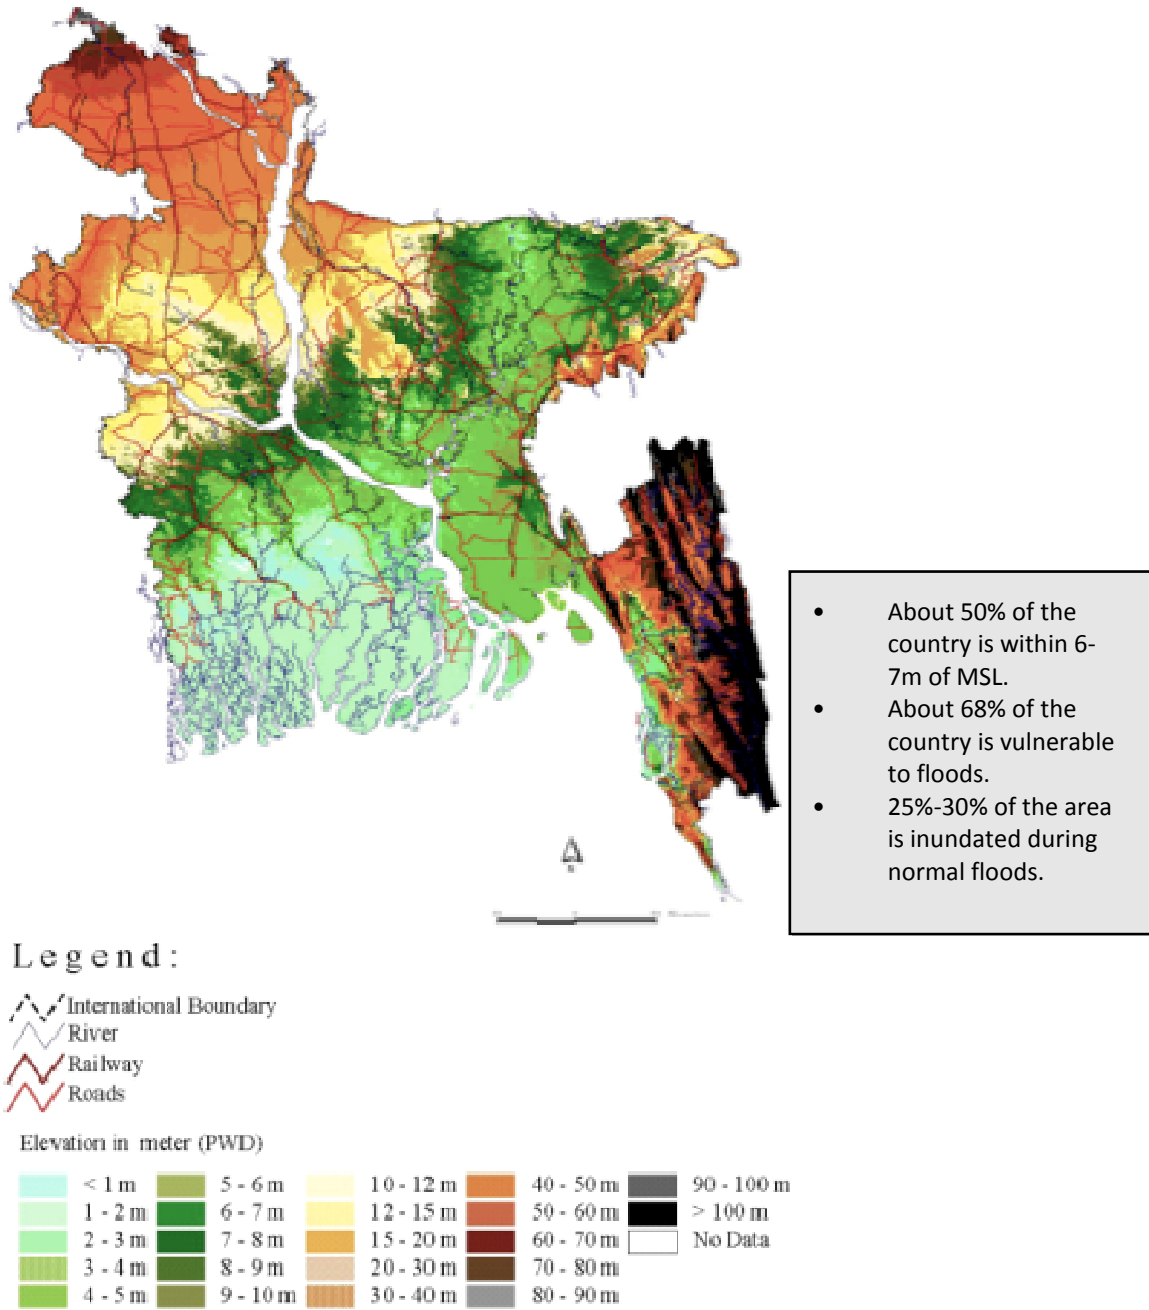 • About 50% of the
country is within 6-
7m of MSL.
• About 68% of the
country is vulnerable
to floods.
• 25%-30% of the area
is inundated during
normal floods.
Legend:
International Boundary
River
Railway
Roads
Elevation in meter (PWD)
< 1 m
1 - 2 m
2 - 3 m
3 - 4 m
4 - 5 m
5 - 6 m
6 - 7 m
7 - 8 m
8 - 9 m
9 - 10 m
10 - 12 m
12 - 15 m
15 - 20 m
20 - 30 m
30 - 40 m
40 - 50 m
50 - 60 m
60 - 70 m
70 - 80 m
80 - 90 m
90 - 100 m
> 100 m
No Data